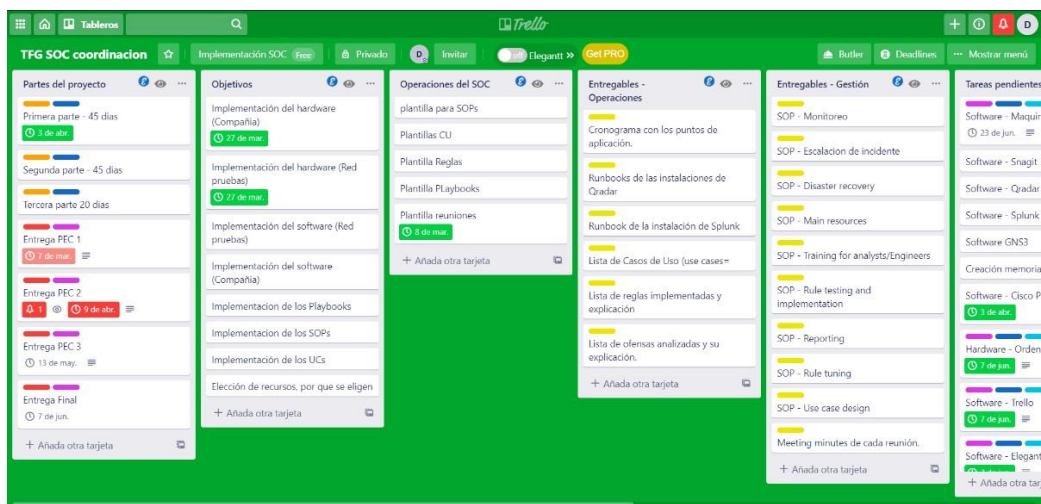 Tableros
Trello
D
TFG SOC coordinacion
Implementación SOC Free
Privado
D
Invitar
off Elegantt »
Get PRO
Butler
Deadlines
Mostrar menú
Partes del proyecto
Primera parte - 45 dias
3 de abr.
Segunda parte - 45 dias
Tercera parte 20 dias
Entrega PEC 1
7 de mar.
Entrega PEC 2
1
9 de abr.
Entrega PEC 3
13 de may.
Entrega Final
7 de jun.
+ Añada otra tarjeta
Objetivos
Implementación del hardware
(Compañia)
27 de mar.
Implementación del hardware (Red
pruebas)
27 de mar.
Implementación del software (Red
pruebas)
Implementación del software
(Compañia)
Implementacion de los Playbooks
Implementacion de los SOPs
Implementación de los UCs
Elección de recursos, por que se eligen
+ Añada otra tarjeta
Operaciones del SOC
plantilla para SOPs
Plantillas CU
Plantilla Reglas
Plantilla PLaybooks
Plantilla reuniones
8 de mar.
+ Añada otra tarjeta
Entregables -
Operaciones
Cronograma con los puntos de
aplicación.
Runbooks de las instalaciones de
Qradar
Runbook de la instalación de Splunk
Lista de Casos de Uso (use cases=
Lista de reglas implementadas y
explicación
Lista de ofensas analizadas y su
explicación.
+ Añada otra tarjeta
Entregables - Gestión
SOP - Monitoreo
SOP - Escalacion de incidente
SOP - Disaster recovery
SOP - Main resources
SOP - Training for analysts/Engineers
SOP - Rule testing and
implementation
SOP - Reporting
SOP - Rule tuning
SOP - Use case design
Meeting minutes de cada reunión.
+ Añada otra tarjeta
Tareas pendientes
Software - Maquin
23 de jun.
Software - Snagit
Software - Qradar
Software - Splunk
Software GNS3
Creación memoria
Software - Cisco P
3 de abr.
Hardware - Orden
7 de jun.
Software - Trello
7 de jun.
Software - Elegant
+ Añada otra tar